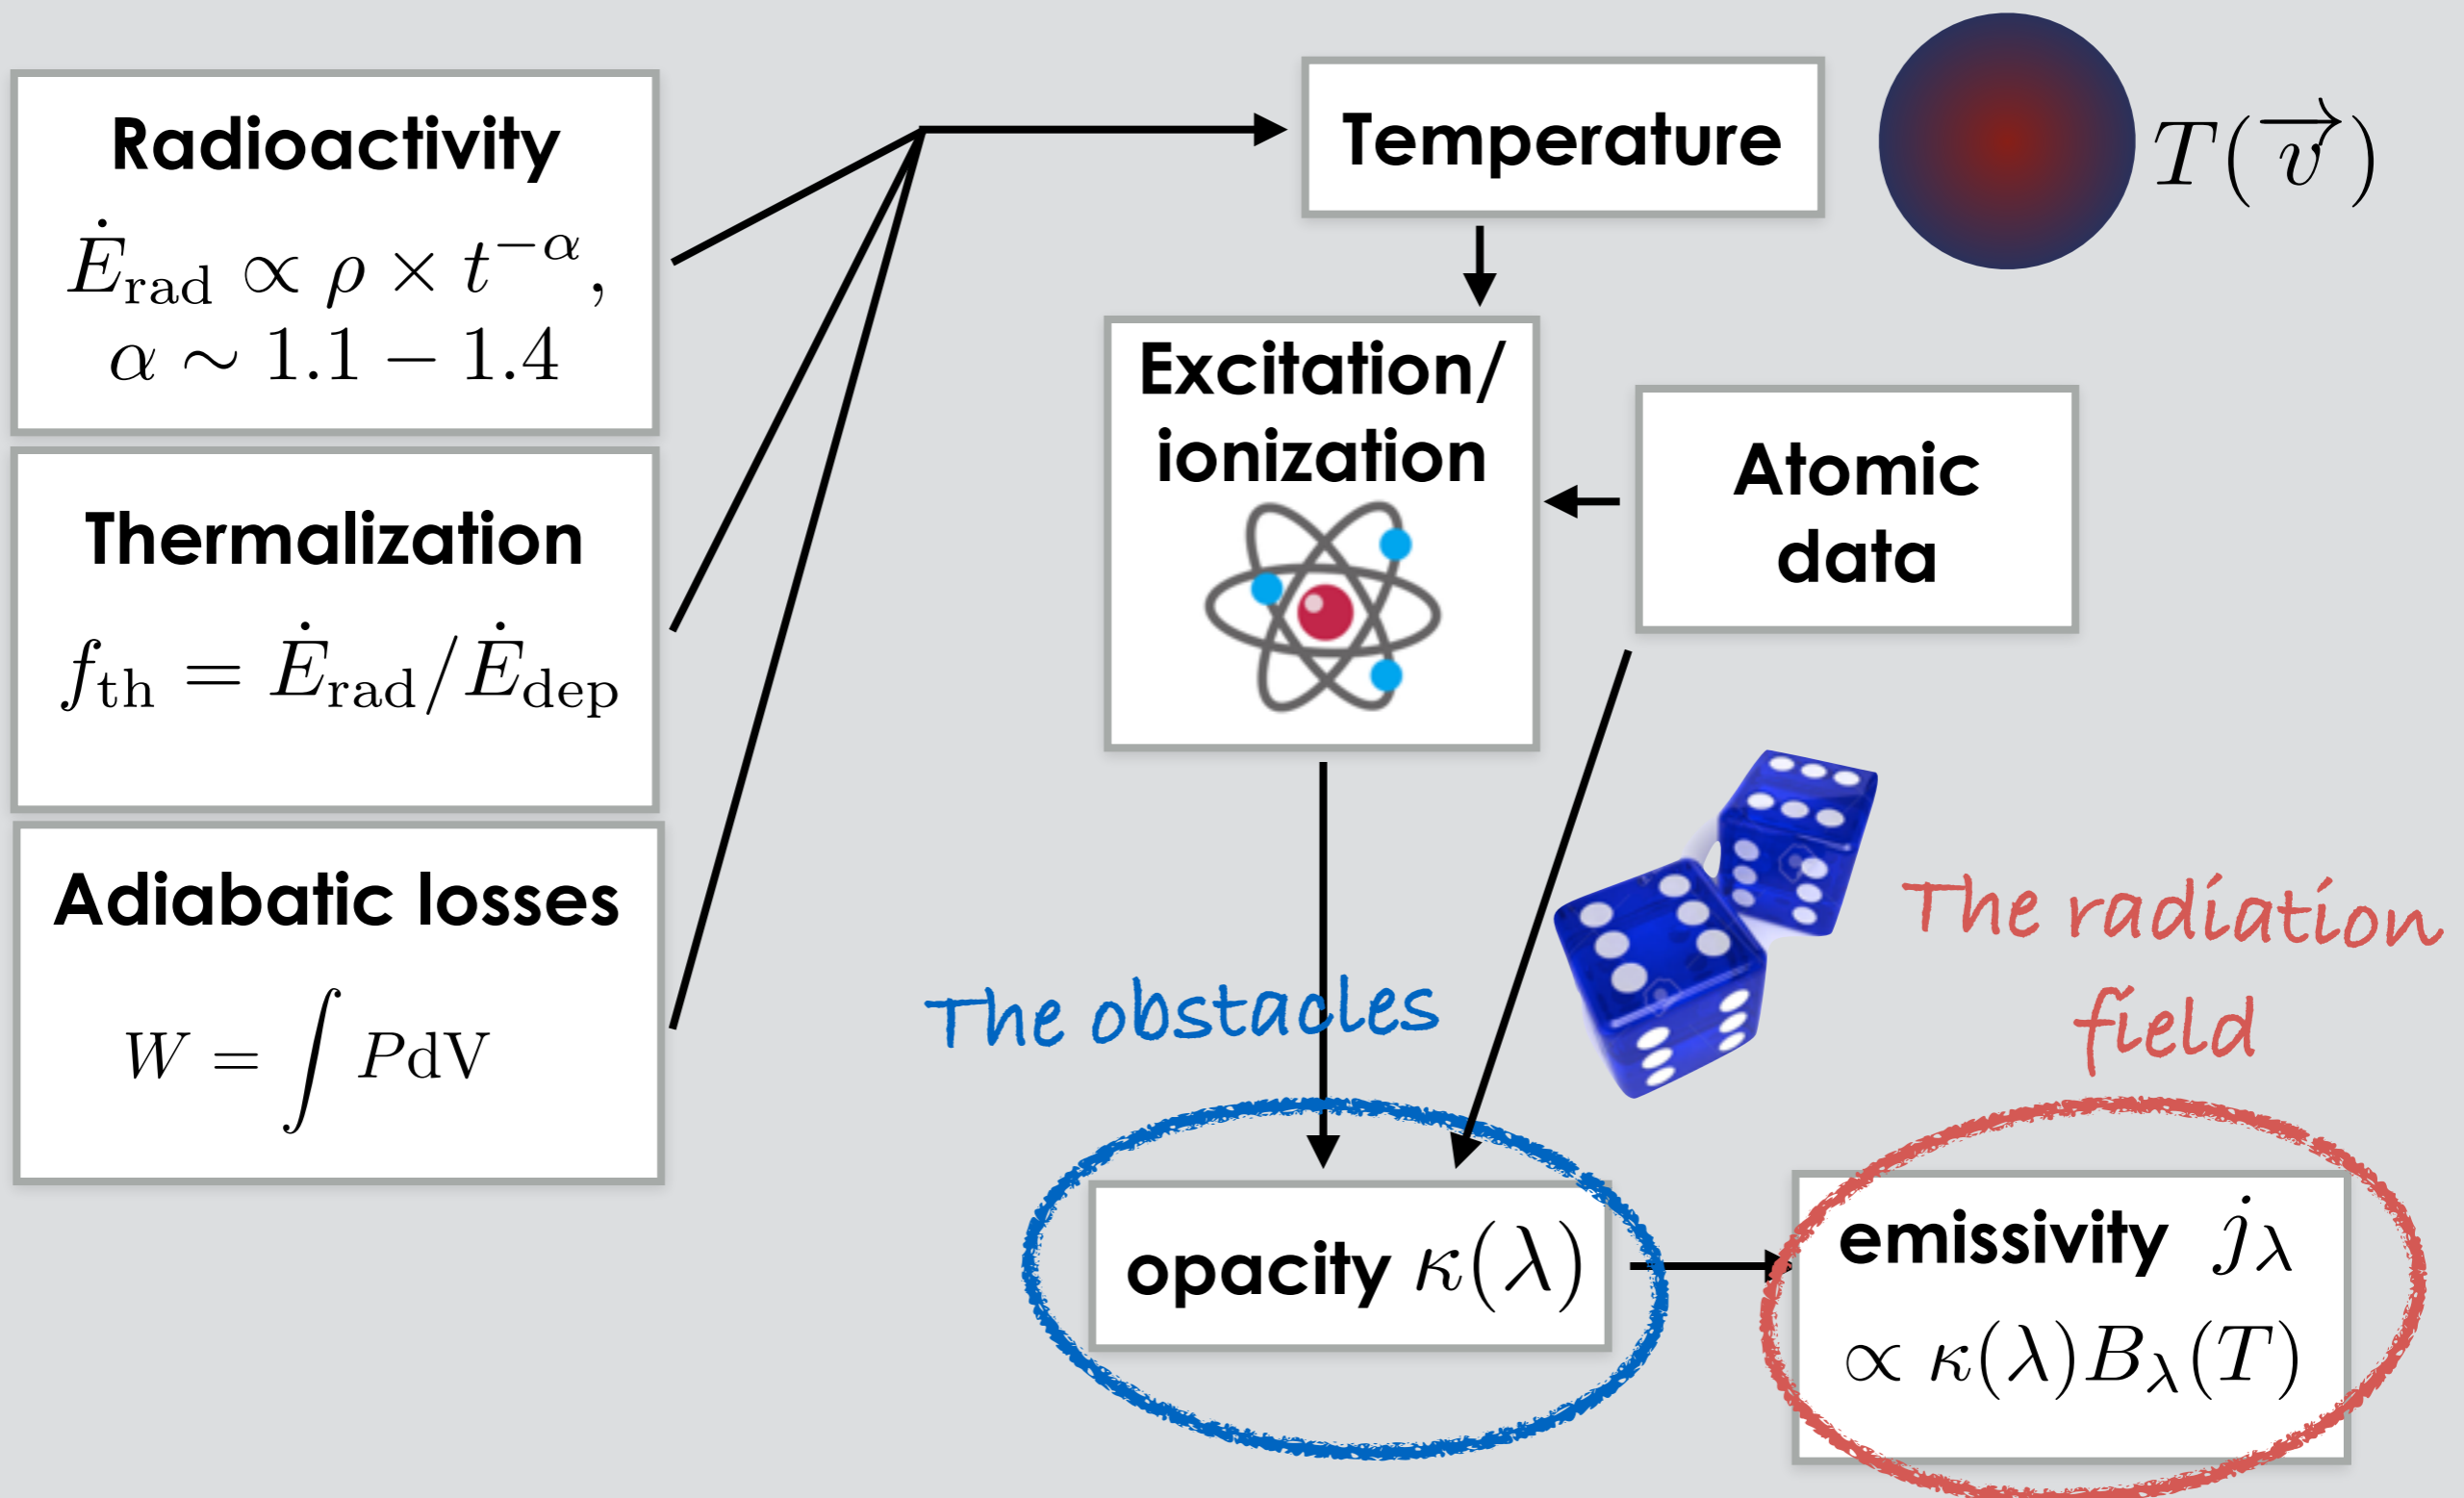 Radioactivity
Ė_rad ∝ ρ × t^−α,
α ∼ 1.1 − 1.4
Thermalization
f_th = Ė_rad/Ė_dep
Adiabatic losses
W = ∫ PdV
Temperature
T(v⃗)
Excitation/
ionization
Atomic
data
The obstacles
The radiation
field
opacity κ(λ)
emissivity j_λ
∝ κ(λ)B_λ(T)